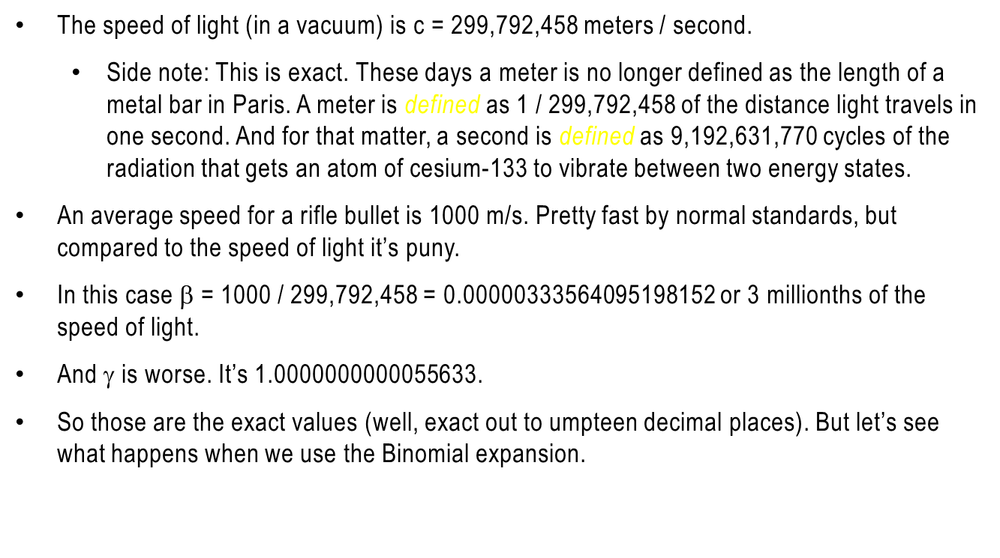 • The speed of light (in a vacuum) is c = 299,792,458 meters / second.
• Side note: This is exact. These days a meter is no longer defined as the length of a
metal bar in Paris. A meter is defined as 1 / 299,792,458 of the distance light travels in
one second. And for that matter, a second is defined as 9,192,631,770 cycles of the
radiation that gets an atom of cesium-133 to vibrate between two energy states.
• An average speed for a rifle bullet is 1000 m/s. Pretty fast by normal standards, but
compared to the speed of light it’s puny.
• In this case β = 1000 / 299,792,458 = 0.00000333564095198152 or 3 millionths of the
speed of light.
• And γ is worse. It’s 1.0000000000055633.
• So those are the exact values (well, exact out to umpteen decimal places). But let’s see
what happens when we use the Binomial expansion.